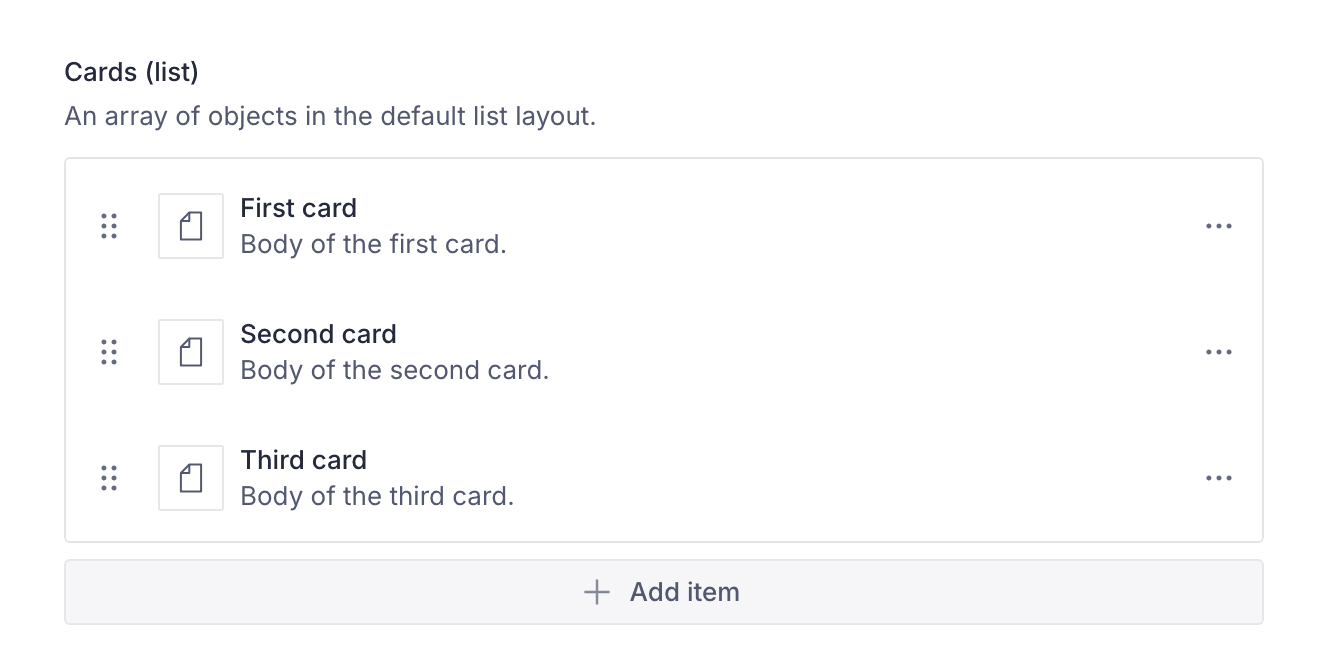 Cards (list)
An array of objects in the default list layout.
First card
Body of the first card.
Second card
Body of the second card.
Third card
Body of the third card.
Add item